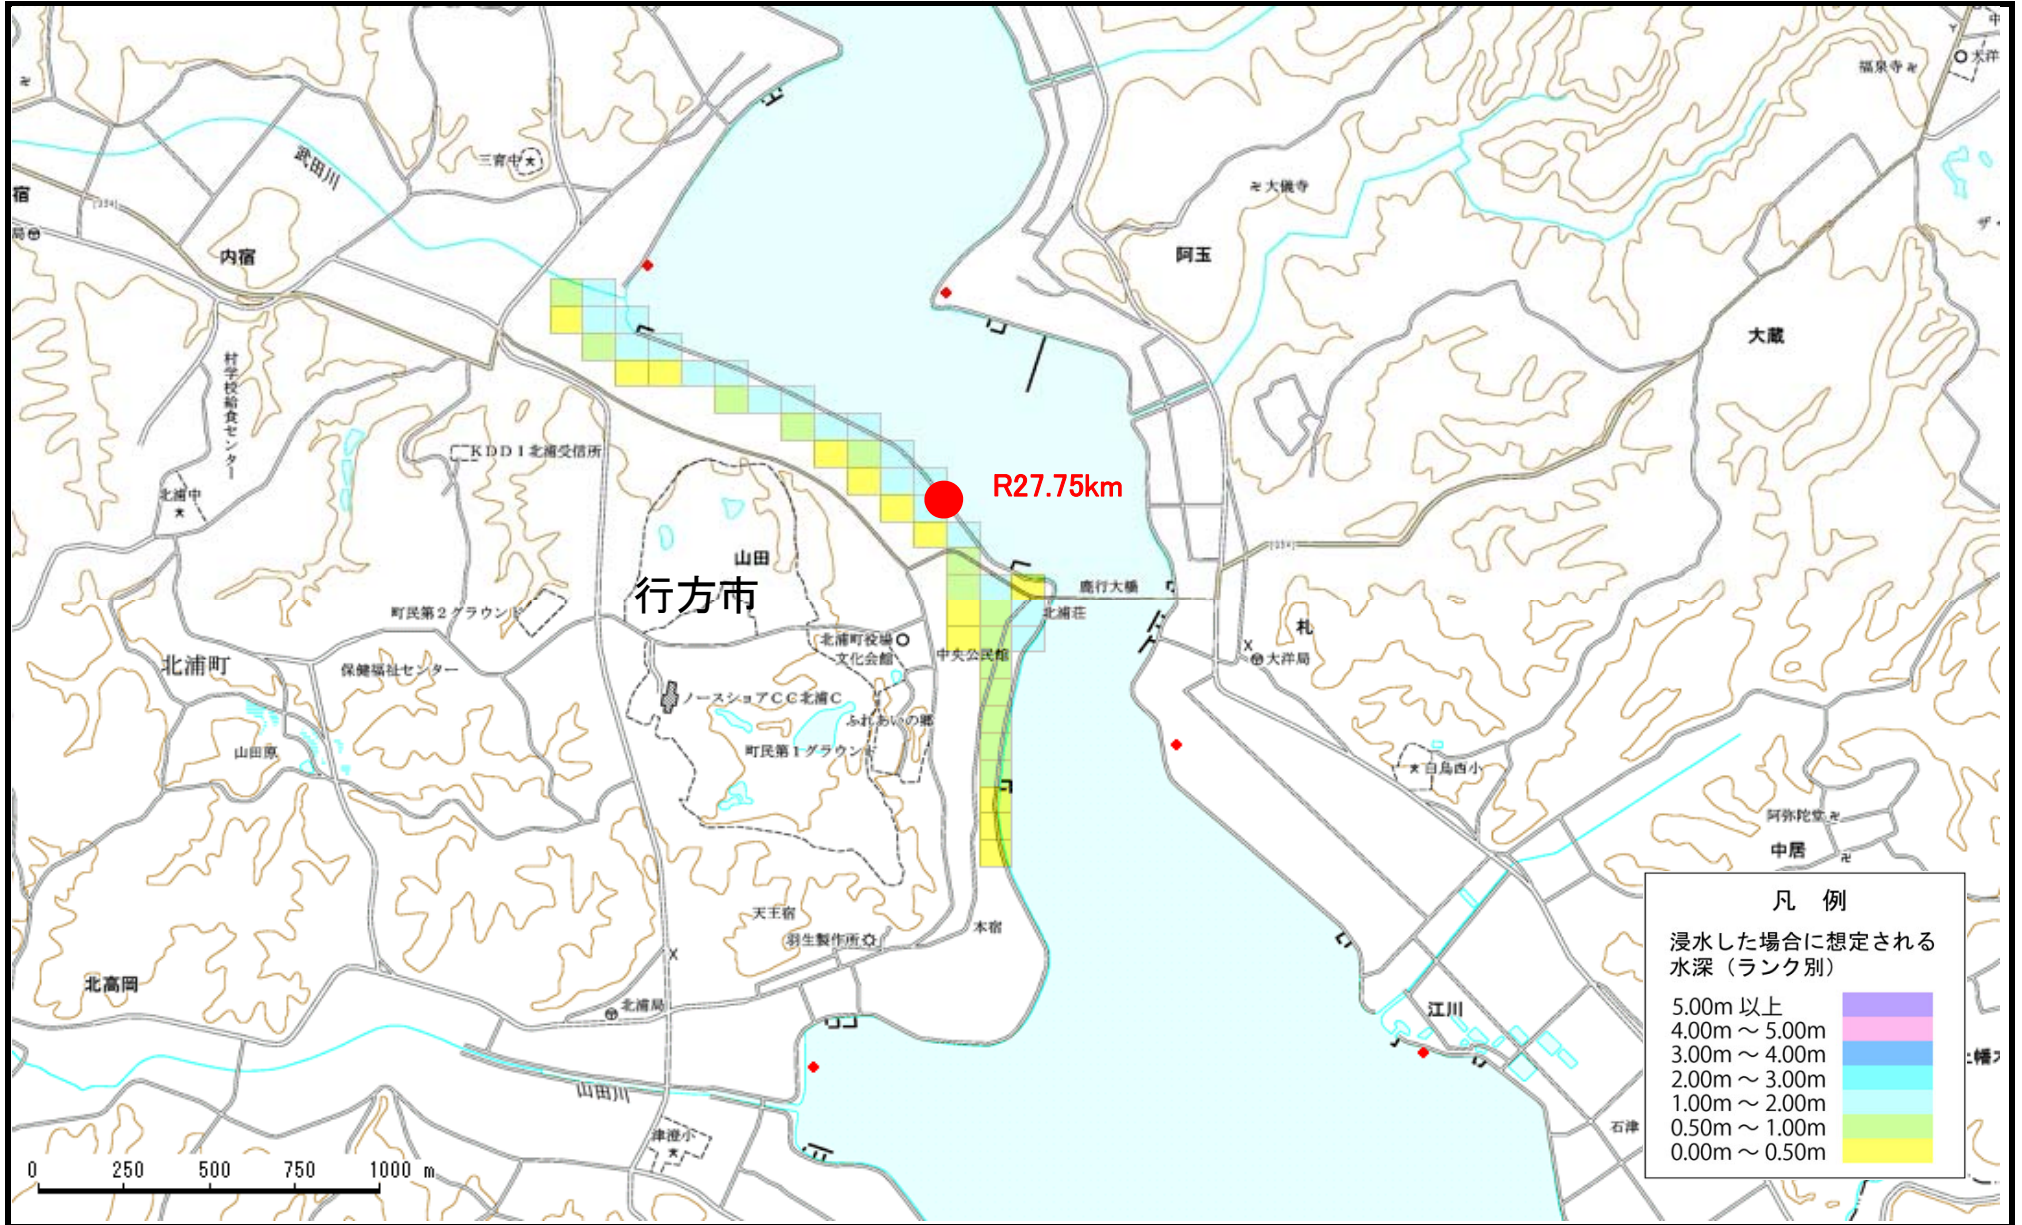 中
大洋
福泉寺
三育中
武田川
大儀寺
宿
[234]
ザ
局
内宿
阿玉
大蔵
村学校給食センター
KDDI北浦受信所
北浦中
R27.75km
山田
[234]
行方市
鹿行大橋
町民第2グラウンド
北浦荘
札
北浦町役場
北浦町
保健福祉センター
文化会館
中央公民館
大洋局
ノースショアCC北浦C
ふれあいの郷
山田原
町民第1グラウンド
白鳥西小
阿弥陀堂
中居
凡 例
浸水した場合に想定される
水深（ランク別）
5.00m 以上
4.00m ～ 5.00m
3.00m ～ 4.00m
2.00m ～ 3.00m
1.00m ～ 2.00m
0.50m ～ 1.00m
0.00m ～ 0.50m
天王宿
本宿
羽生製作所
北高岡
北浦局
江川
上幡木
山田川
石津
津澄小
0 250 500 750 1000 m